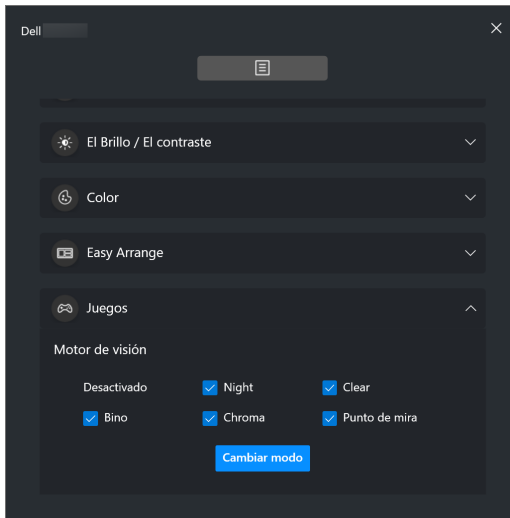 Dell
El Brillo / El contraste
Color
Easy Arrange
Juegos
Motor de visión
Desactivado Night Clear
Bino Chroma Punto de mira
Cambiar modo